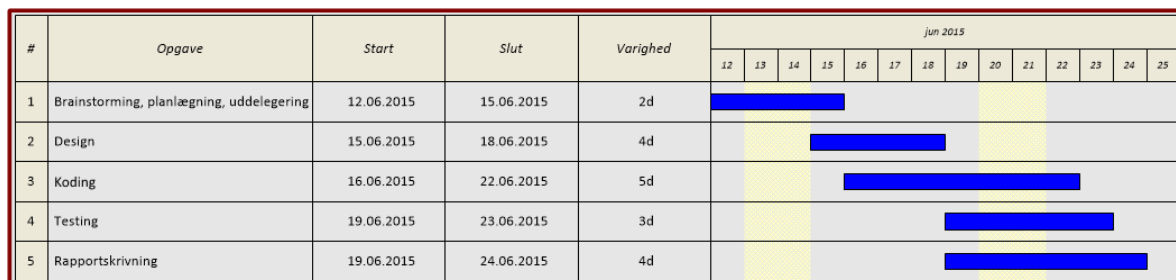 # Opgave Start Slut Varighed jun 2015
12 13 14 15 16 17 18 19 20 21 22 23 24 25
1 Brainstorming, planlægning, uddelegering 12.06.2015 15.06.2015 2d
2 Design 15.06.2015 18.06.2015 4d
3 Koding 16.06.2015 22.06.2015 5d
4 Testing 19.06.2015 23.06.2015 3d
5 Rapportskrivning 19.06.2015 24.06.2015 4d